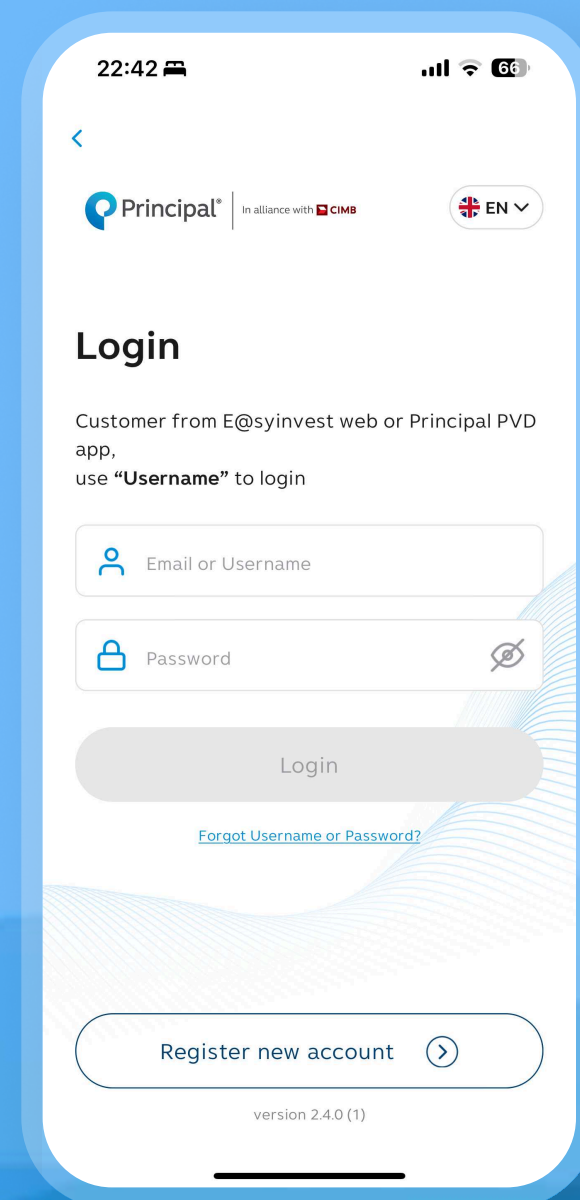 22:42
66
Principal® In alliance with CIMB
EN
Login
Customer from E@syinvest web or Principal PVD
app,
use “Username” to login
Email or Username
Password
Login
Forgot Username or Password?
Register new account
version 2.4.0 (1)